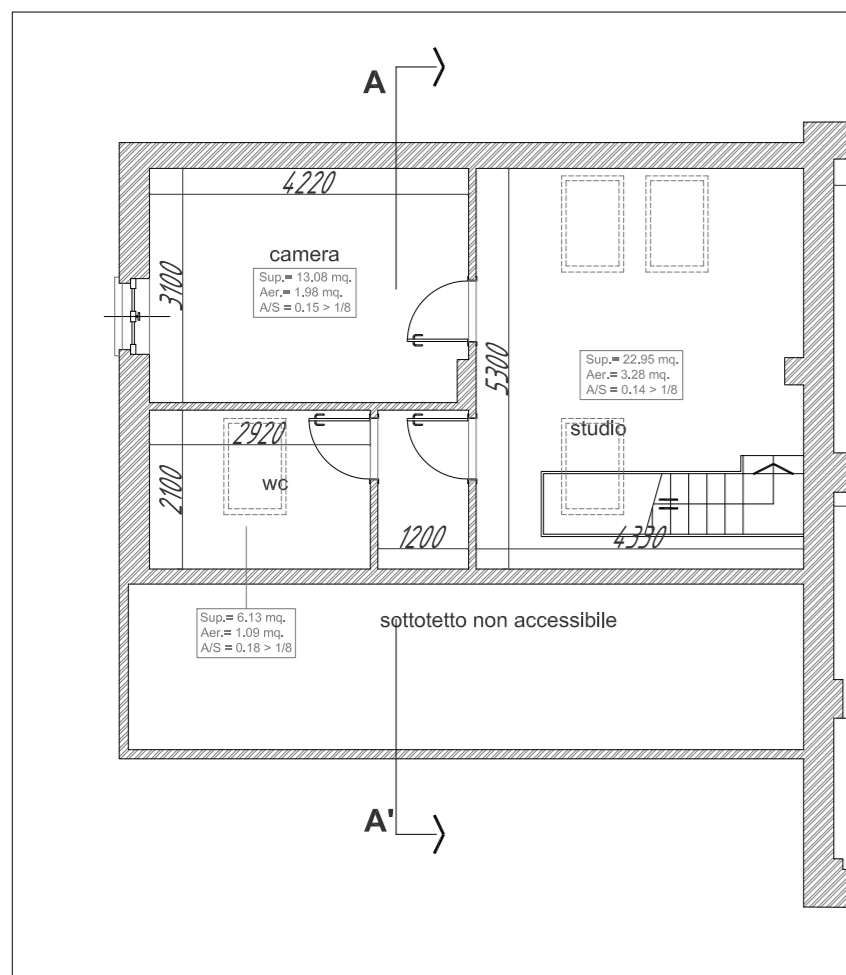 A
4220
camera
Sup.= 13.08 mq.
Aer.= 1.98 mq.
A/S = 0.15 > 1/8
3100
5300
Sup.= 22.95 mq.
Aer.= 3.28 mq.
A/S = 0.14 > 1/8
studio
2920
wc
2100
1200
4330
Sup.= 6.13 mq.
Aer.= 1.09 mq.
A/S = 0.18 > 1/8
sottotetto non accessibile
A'